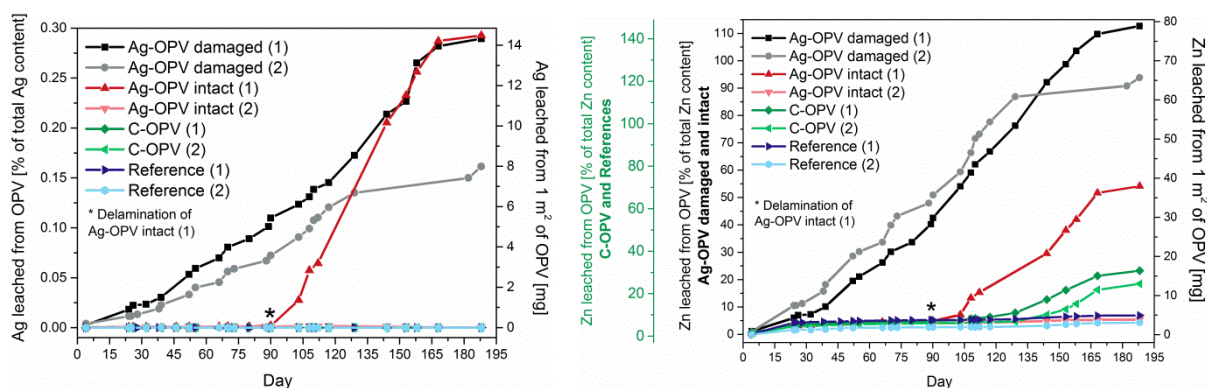 Ag leached from OPV [% of total Ag content]
0.30
0.25
0.20
0.15
0.10
0.05
0.00
Ag-OPV damaged (1)
Ag-OPV damaged (2)
Ag-OPV intact (1)
Ag-OPV intact (2)
C-OPV (1)
C-OPV (2)
Reference (1)
Reference (2)
* Delamination of
Ag-OPV intact (1)
*
0 15 30 45 60 75 90 105 120 135 150 165 180 195
Day
14
12
10
8
6
4
2
0
Ag leached from 1 m² of OPV [mg]
Zn leached from OPV [% of total Zn content]
C-OPV and References
140
120
100
80
60
40
20
0
Zn leached from OPV [% of total Zn content]
Ag-OPV damaged and intact
110
100
90
80
70
60
50
40
30
20
10
0
Ag-OPV damaged (1)
Ag-OPV damaged (2)
Ag-OPV intact (1)
Ag-OPV intact (2)
C-OPV (1)
C-OPV (2)
Reference (1)
Reference (2)
* Delamination of
Ag-OPV intact (1)
*
0 15 30 45 60 75 90 105 120 135 150 165 180 195
Day
80
70
60
50
40
30
20
10
0
Zn leached from 1 m² of OPV [mg]